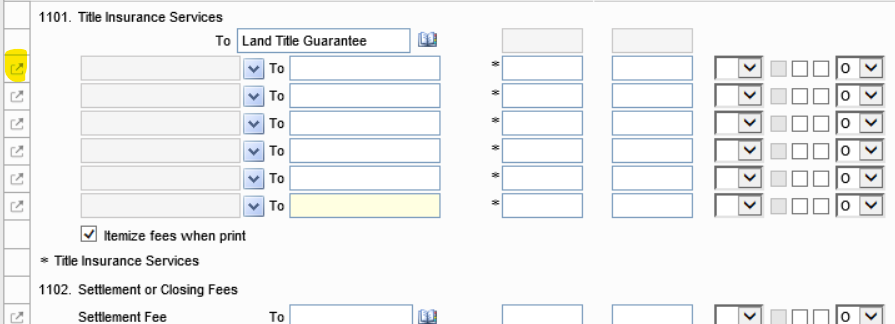 1101. Title Insurance Services
To Land Title Guarantee
To * O
To * O
To * O
To * O
To * O
To * O
Itemize fees when print
* Title Insurance Services
1102. Settlement or Closing Fees
Settlement Fee To O